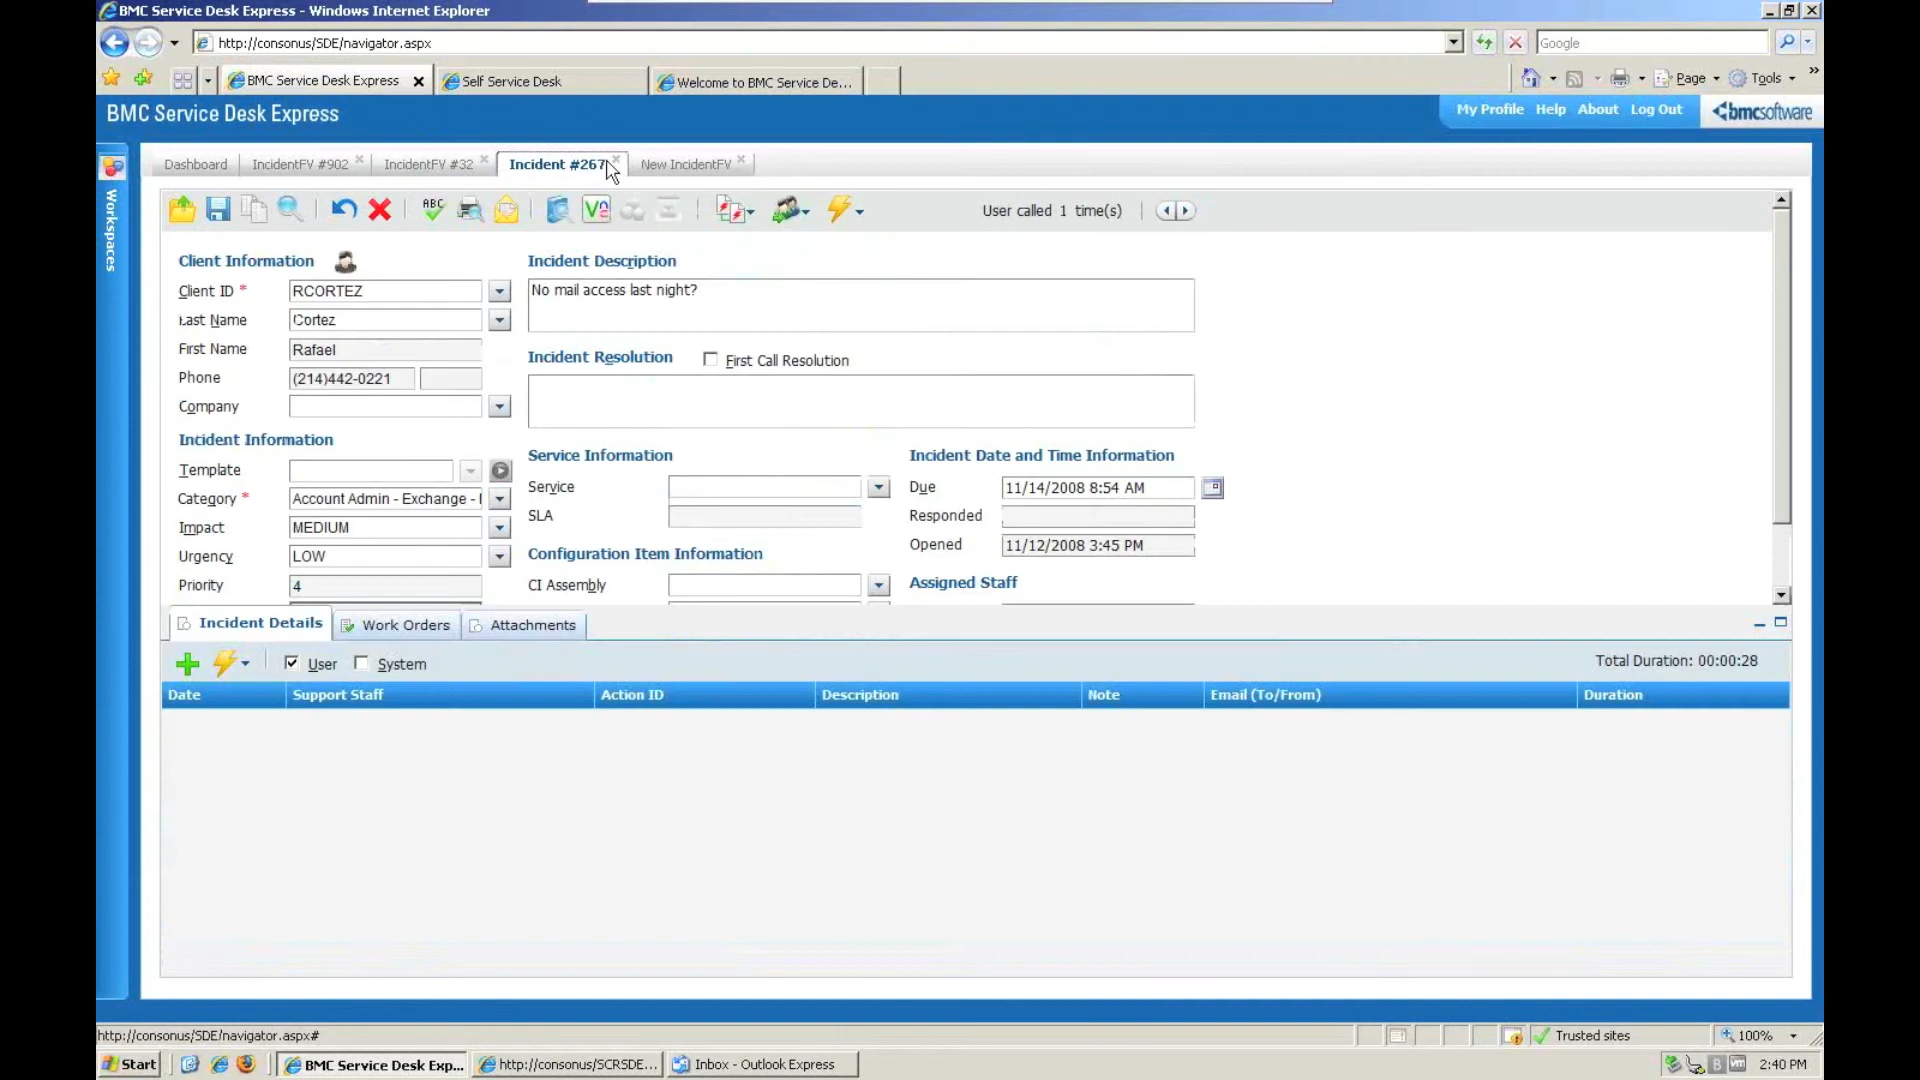 BMC Service Desk Express - Windows Internet Explorer
http://consonus/SDE/navigator.aspx
Google
BMC Service Desk Express
Self Service Desk
Welcome to BMC Service De...
Page
Tools
BMC Service Desk Express
My Profile Help About Log Out
bmcsoftware
Workspaces
Dashboard
IncidentFV #902
IncidentFV #32
Incident #267
New IncidentFV
ABC
User called 1 time(s)
Client Information
Client ID *
RCORTEZ
Last Name
Cortez
First Name
Rafael
Phone
(214)442-0221
Company
Incident Information
Template
Category *
Account Admin - Exchange -
Impact
MEDIUM
Urgency
LOW
Priority
4
Incident Description
No mail access last night?
Incident Resolution
First Call Resolution
Service Information
Service
SLA
Configuration Item Information
CI Assembly
Incident Date and Time Information
Due
11/14/2008 8:54 AM
Responded
Opened
11/12/2008 3:45 PM
Assigned Staff
Incident Details
Work Orders
Attachments
User
System
Total Duration: 00:00:28
Date
Support Staff
Action ID
Description
Note
Email (To/From)
Duration
http://consonus/SDE/navigator.aspx#
Trusted sites
100%
Start
BMC Service Desk Exp...
http://consonus/SCRSDE...
Inbox - Outlook Express
2:40 PM